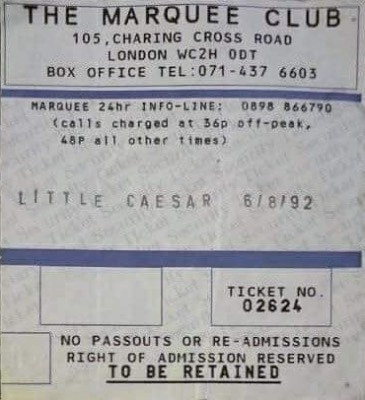 THE MARQUEE CLUB
105, CHARING CROSS ROAD
LONDON WC2H 0DT
BOX OFFICE TEL:071-437 6603
MARQUEE 24hr INFO-LINE: 0898 866790
(calls charged at 36p off-peak,
48P all other times)
LITTLE CAESAR 6/8/92
TICKET NO.
02624
NO PASSOUTS OR RE-ADMISSIONS
RIGHT OF ADMISSION RESERVED
TO BE RETAINED